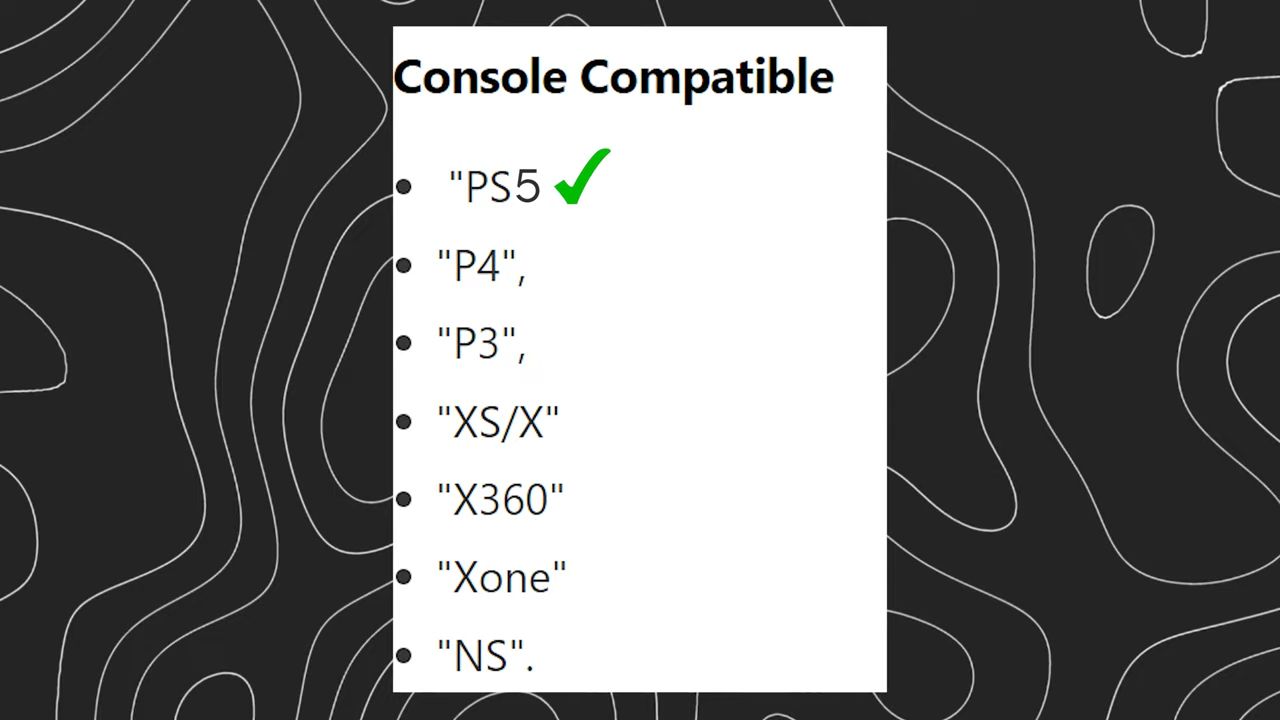 Console Compatible
"PS5
"P4",
"P3",
"XS/X"
"X360"
"Xone"
"NS".